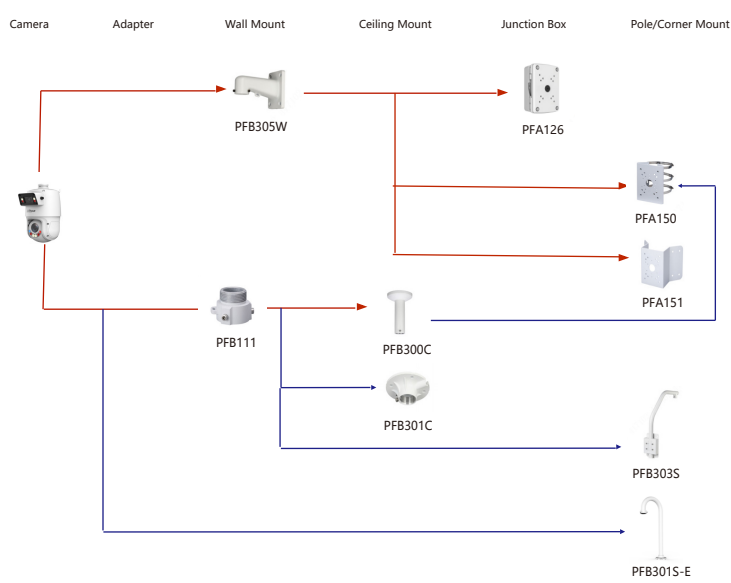 Camera
Adapter
Wall Mount
Ceiling Mount
Junction Box
Pole/Corner Mount
PFB305W
PFA126
PFA150
PFA151
PFB111
PFB300C
PFB301C
PFB303S
PFB301S-E